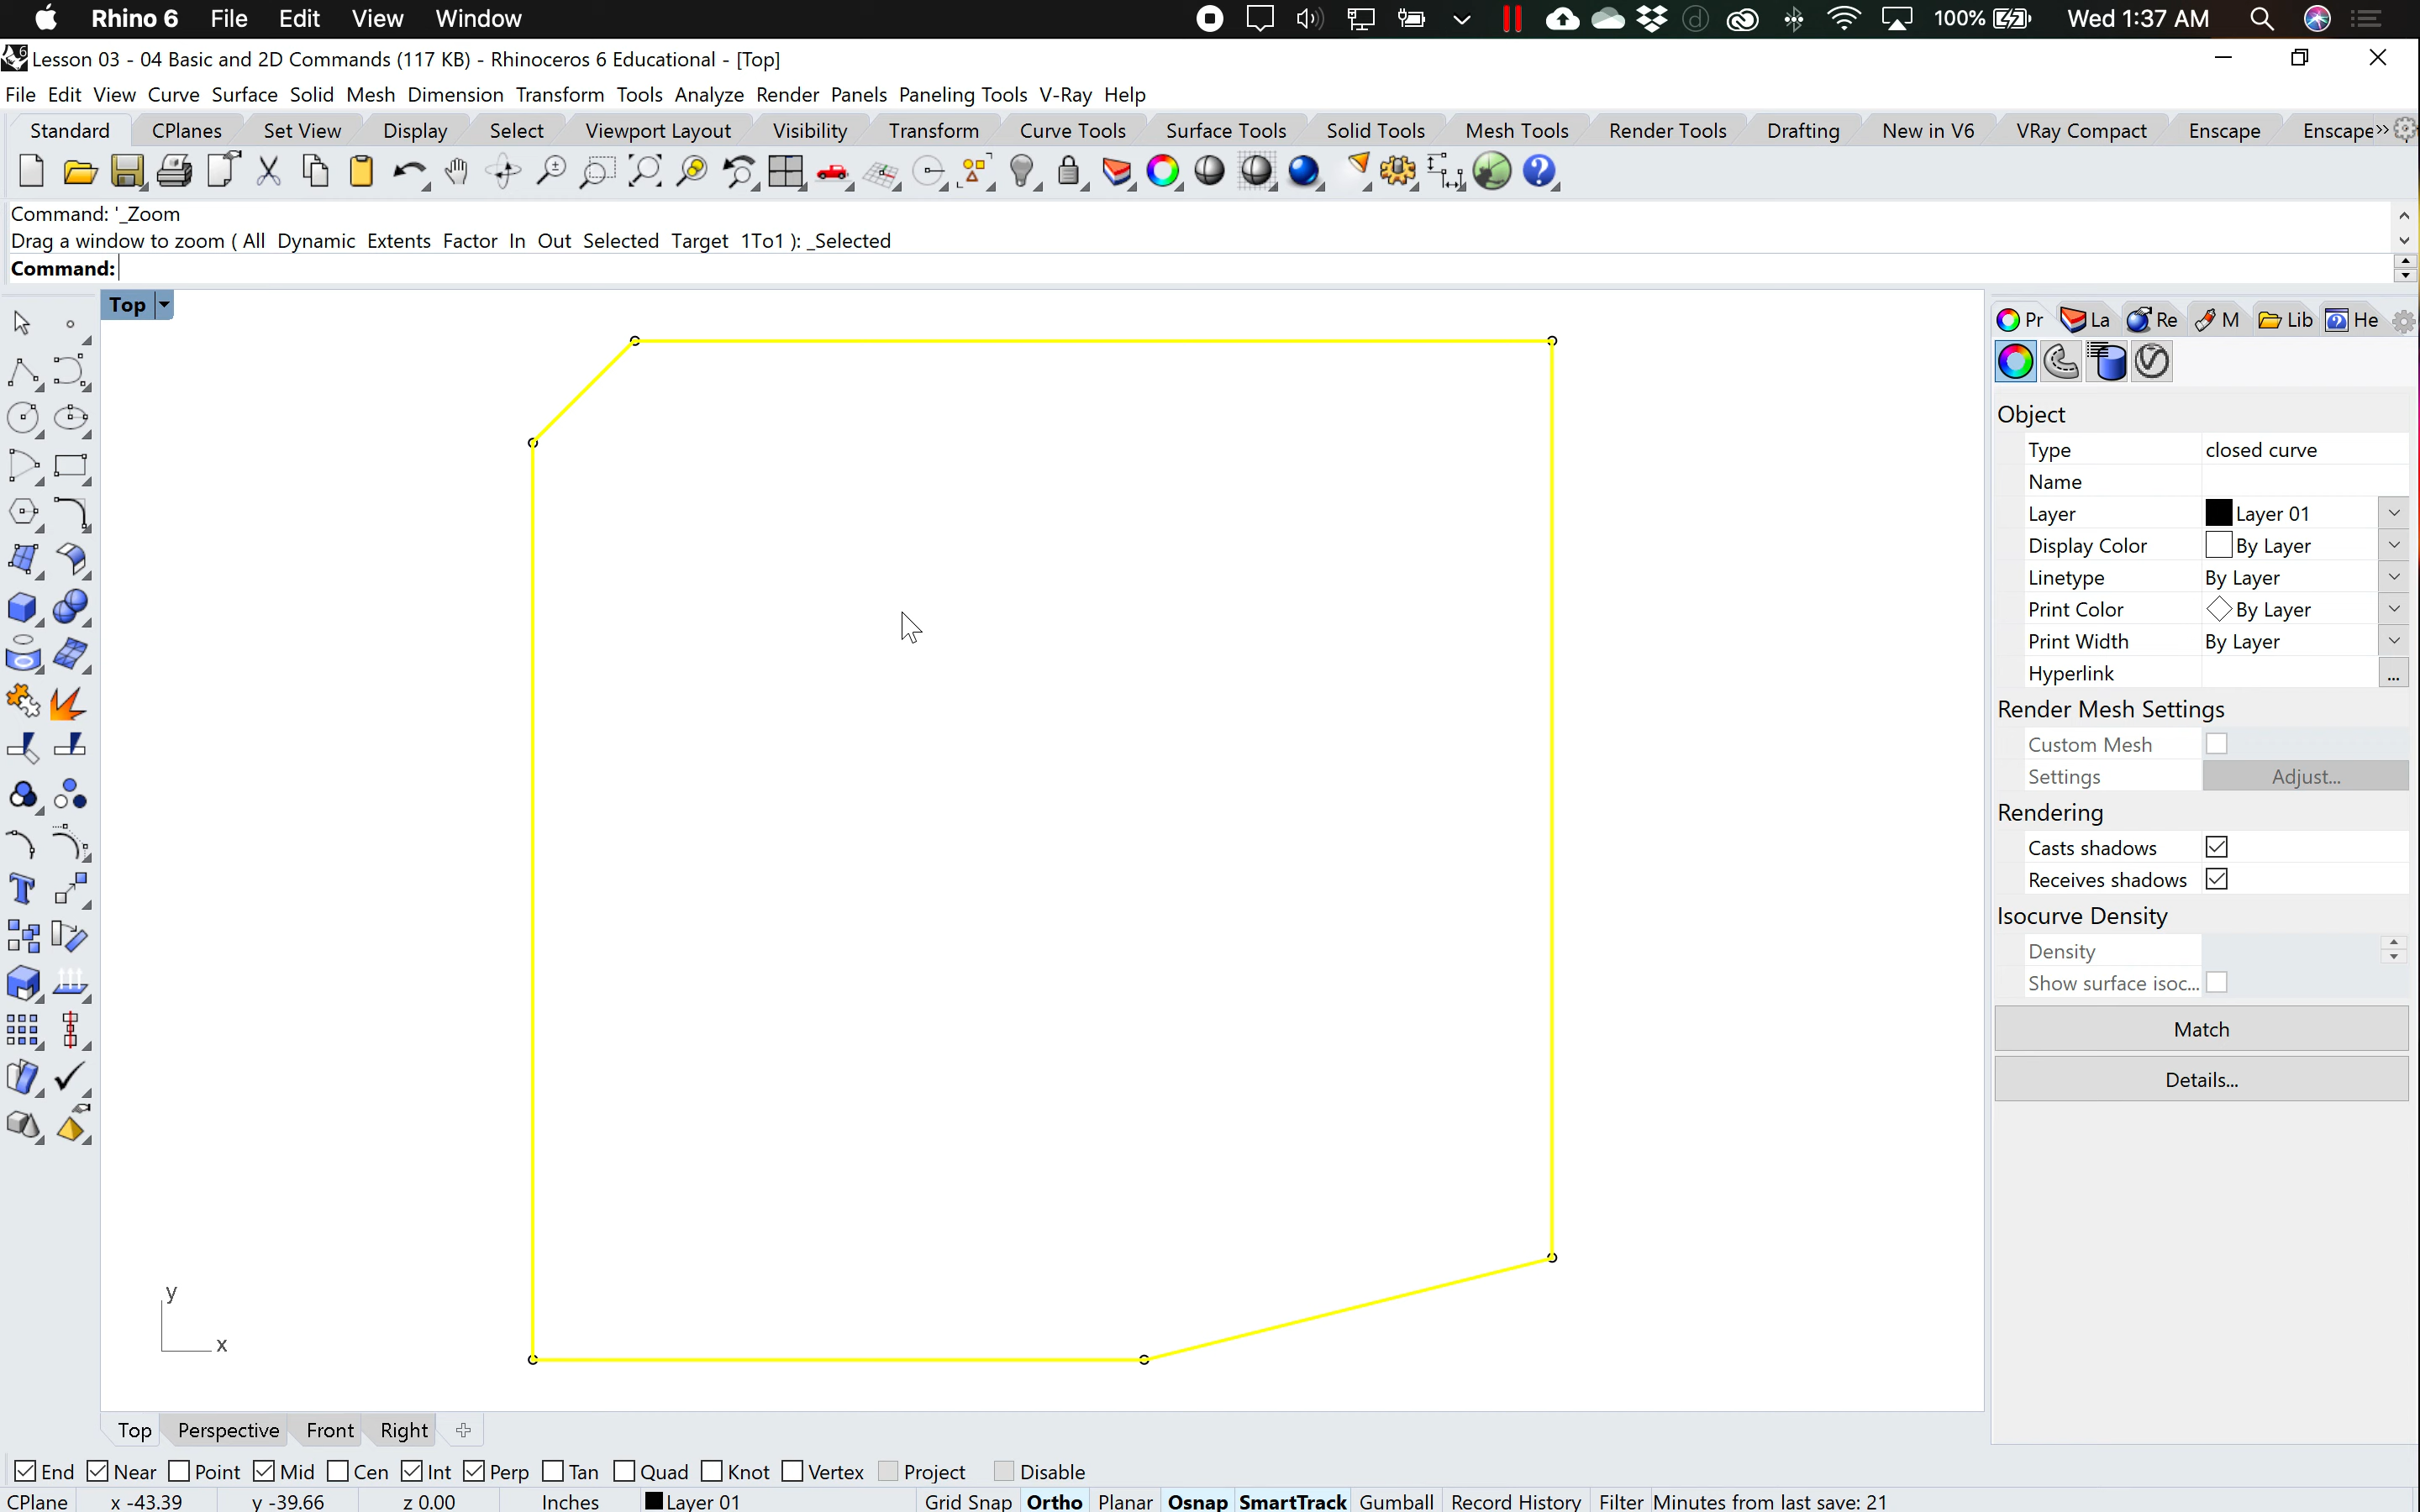 Rhino 6 File Edit View Window 100% Wed 1:37 AM
Lesson 03 - 04 Basic and 2D Commands (117 KB) - Rhinoceros 6 Educational - [Top]
File Edit View Curve Surface Solid Mesh Dimension Transform Tools Analyze Render Panels Paneling Tools V-Ray Help
Standard CPlanes Set View Display Select Viewport Layout Visibility Transform Curve Tools Surface Tools Solid Tools Mesh Tools Render Tools Drafting New in V6 VRay Compact Enscape Enscape»
Command: '_Zoom
Drag a window to zoom ( All Dynamic Extents Factor In Out Selected Target 1To1 ): _Selected
Command:
Top
Pr La Re M Lib He
Object
Type closed curve
Name
Layer Layer 01
Display Color By Layer
Linetype By Layer
Print Color By Layer
Print Width By Layer
Hyperlink ...
Render Mesh Settings
Custom Mesh
Settings Adjust...
Rendering
Casts shadows
Receives shadows
Isocurve Density
Density
Show surface isoc...
Match
Details...
y
x
Top Perspective Front Right
End Near Point Mid Cen Int Perp Tan Quad Knot Vertex Project Disable
CPlane x -43.39 y -39.66 z 0.00 Inches Layer 01 Grid Snap Ortho Planar Osnap SmartTrack Gumball Record History Filter Minutes from last save: 21